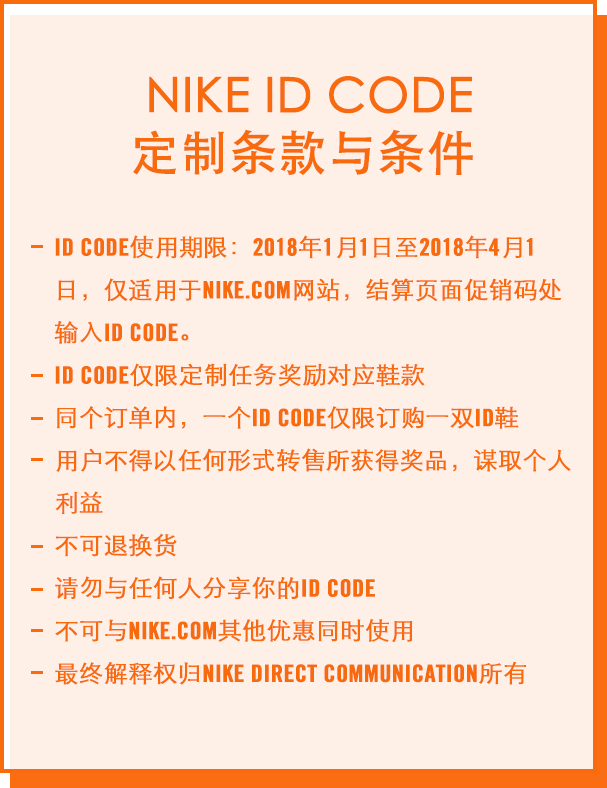 NIKE ID CODE
定制条款与条件
– ID CODE使用期限：2018年1月1日至2018年4月1
日，仅适用于NIKE.COM网站，结算页面促销码处
输入ID CODE。
– ID CODE仅限定制任务奖励对应鞋款
– 同个订单内，一个ID CODE仅限订购一双ID鞋
– 用户不得以任何形式转售所获得奖品，谋取个人
利益
– 不可退换货
– 请勿与任何人分享你的ID CODE
– 不可与NIKE.COM其他优惠同时使用
– 最终解释权归NIKE DIRECT COMMUNICATION所有